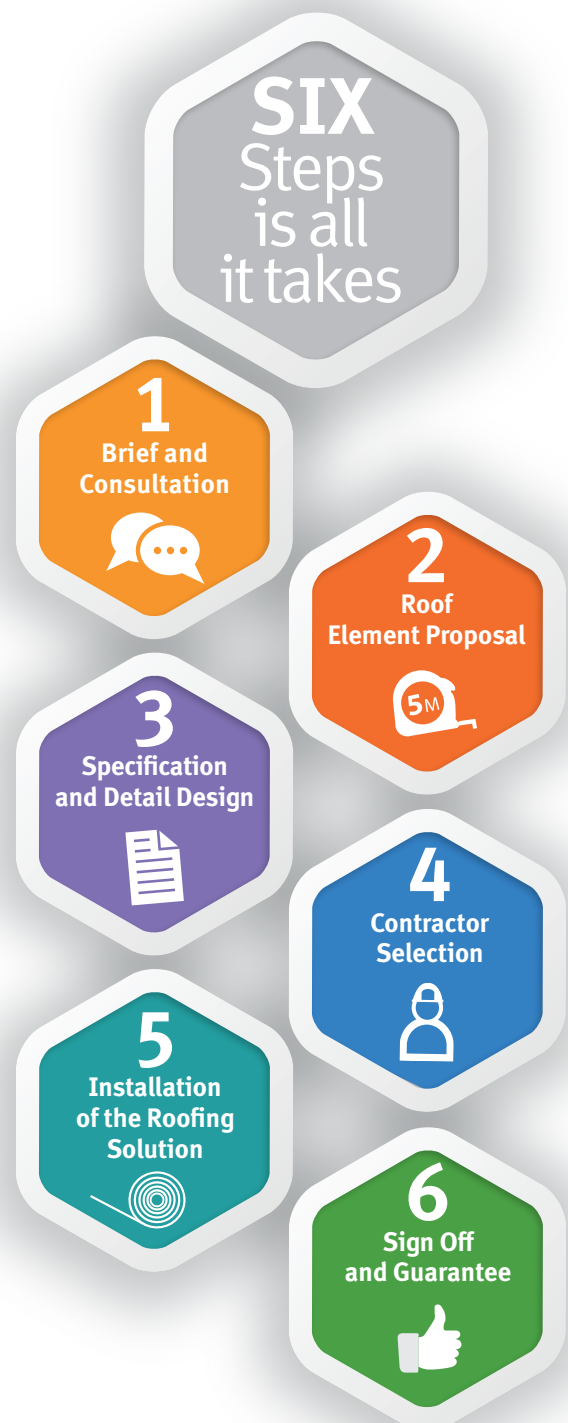 SIX
Steps
is all
it takes
1
Brief and
Consultation
2
Roof
Element Proposal
5M
3
Specification
and Detail Design
4
Contractor
Selection
5
Installation
of the Roofing
Solution
6
Sign Off
and Guarantee